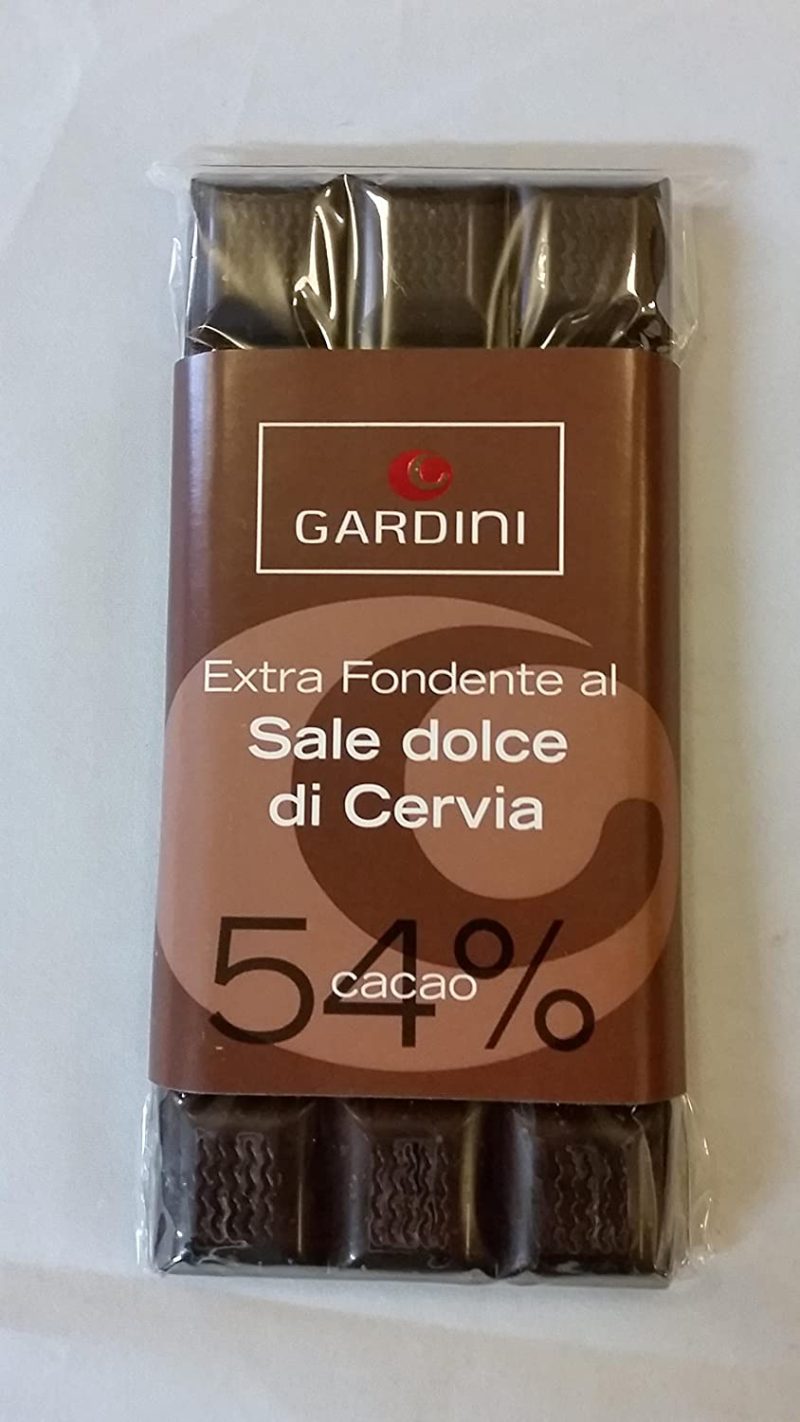 GARDINI
Extra Fondente al
Sale dolce
di Cervia
54%
cacao